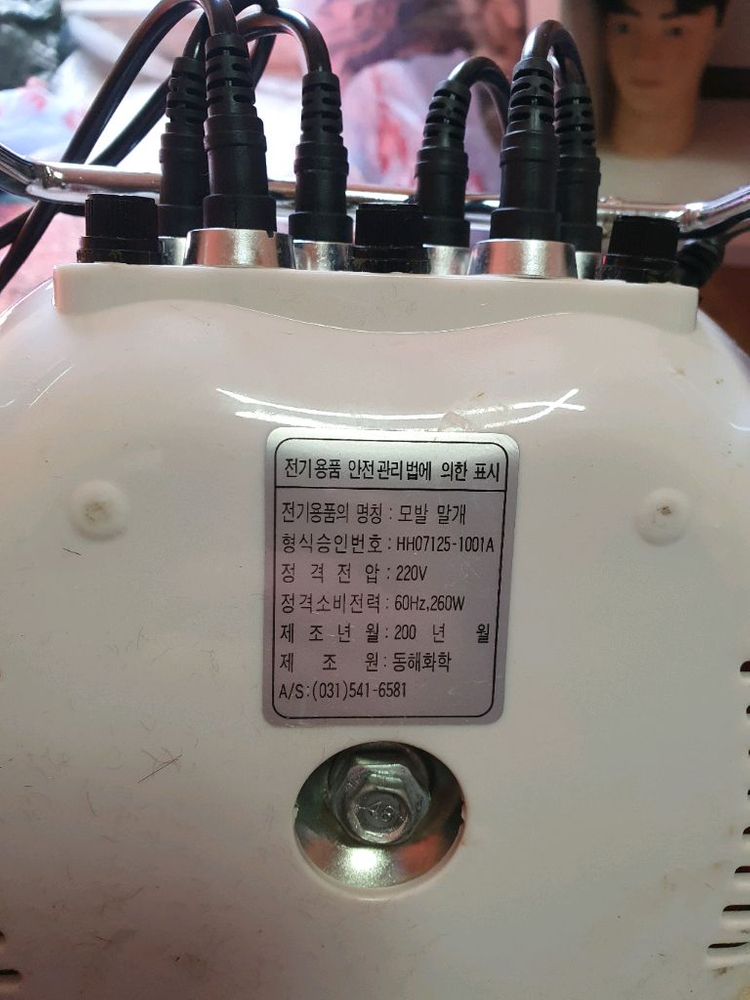 전기용품 안전관리법에 의한 표시
전기용품의 명칭 : 모발 말개
형식승인번호 : HH07125-1001A
정 격 전 압 : 220V
정격소비전력 : 60Hz,260W
제 조 년 월 : 200 년 월
제 조 원 : 동해화학
A/S:(031)541-6581